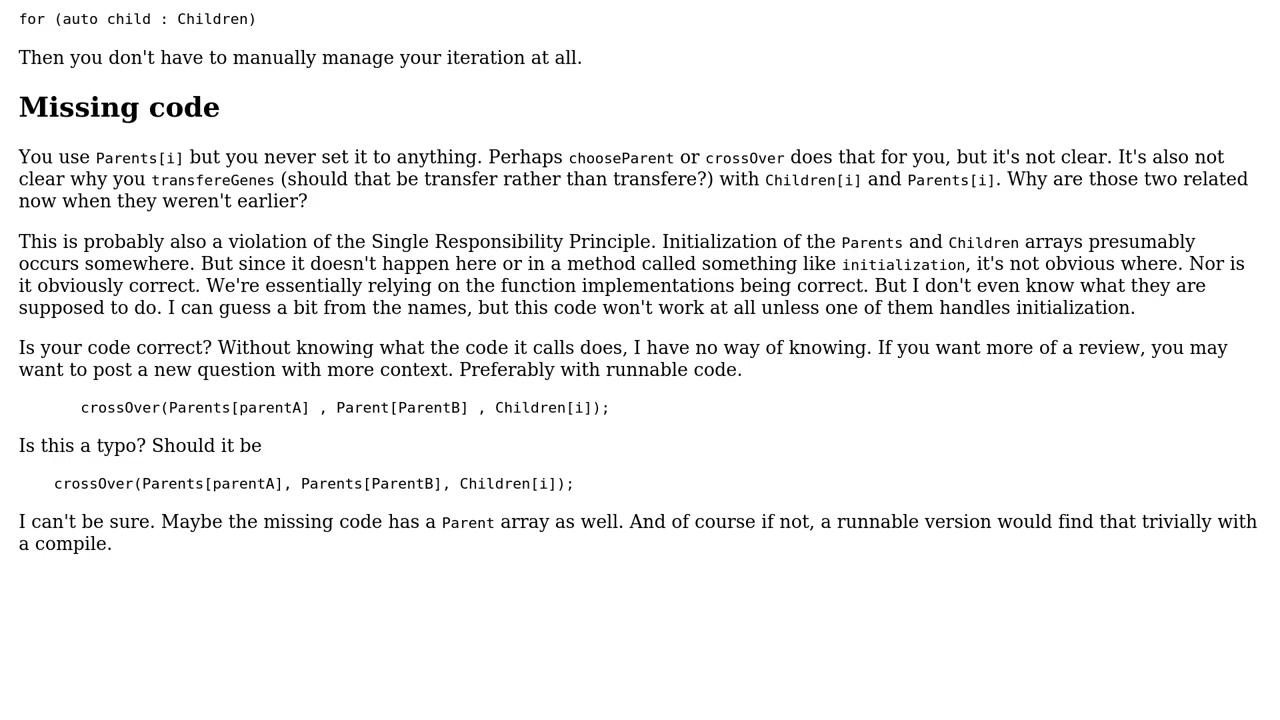 for (auto child : Children)
Then you don't have to manually manage your iteration at all.
Missing code
You use Parents[i] but you never set it to anything. Perhaps chooseParent or crossOver does that for you, but it's not clear. It's also not
clear why you transfereGenes (should that be transfer rather than transfere?) with Children[i] and Parents[i]. Why are those two related
now when they weren't earlier?
This is probably also a violation of the Single Responsibility Principle. Initialization of the Parents and Children arrays presumably
occurs somewhere. But since it doesn't happen here or in a method called something like initialization, it's not obvious where. Nor is
it obviously correct. We're essentially relying on the function implementations being correct. But I don't even know what they are
supposed to do. I can guess a bit from the names, but this code won't work at all unless one of them handles initialization.
Is your code correct? Without knowing what the code it calls does, I have no way of knowing. If you want more of a review, you may
want to post a new question with more context. Preferably with runnable code.
crossOver(Parents[parentA] , Parent[ParentB] , Children[i]);
Is this a typo? Should it be
crossOver(Parents[parentA], Parents[ParentB], Children[i]);
I can't be sure. Maybe the missing code has a Parent array as well. And of course if not, a runnable version would find that trivially with
a compile.